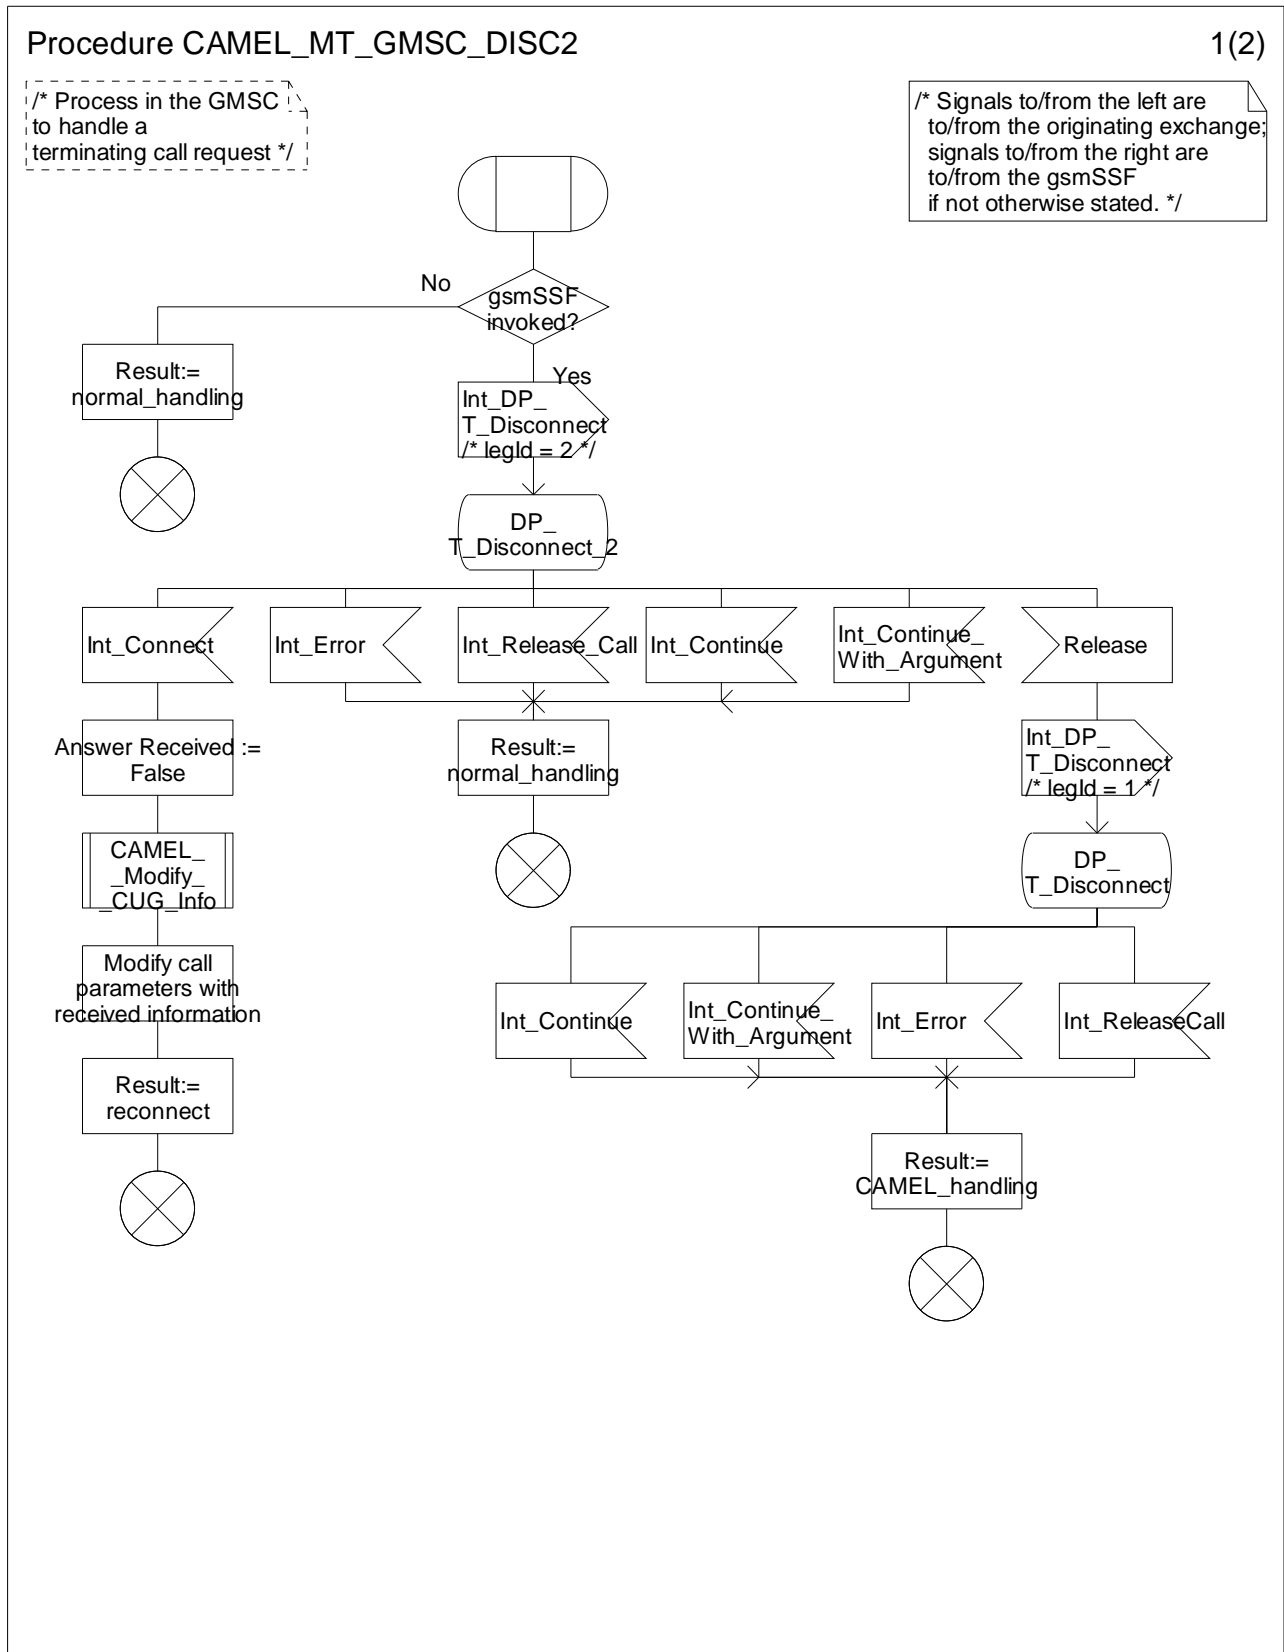 Procedure CAMEL_MT_GMSC_DISC2
1(2)
/* Process in the GMSC
to handle a
terminating call request */
/* Signals to/from the left are
to/from the originating exchange;
signals to/from the right are
to/from the gsmSSF
if not otherwise stated. */
gsmSSF
invoked?
No
Yes
Result:=
normal_handling
Int_DP_
T_Disconnect
/* legId = 2 */
DP_
T_Disconnect_2
Int_Connect
Int_Error
Int_Release_Call
Int_Continue
Int_Continue_
With_Argument
Release
Answer Received :=
False
Result:=
normal_handling
Int_DP_
T_Disconnect
/* legId = 1 */
CAMEL_
_Modify_
_CUG_Info
DP_
T_Disconnect
Modify call
parameters with
received information
Int_Continue
Int_Continue_
With_Argument
Int_Error
Int_ReleaseCall
Result:=
reconnect
Result:=
CAMEL_handling